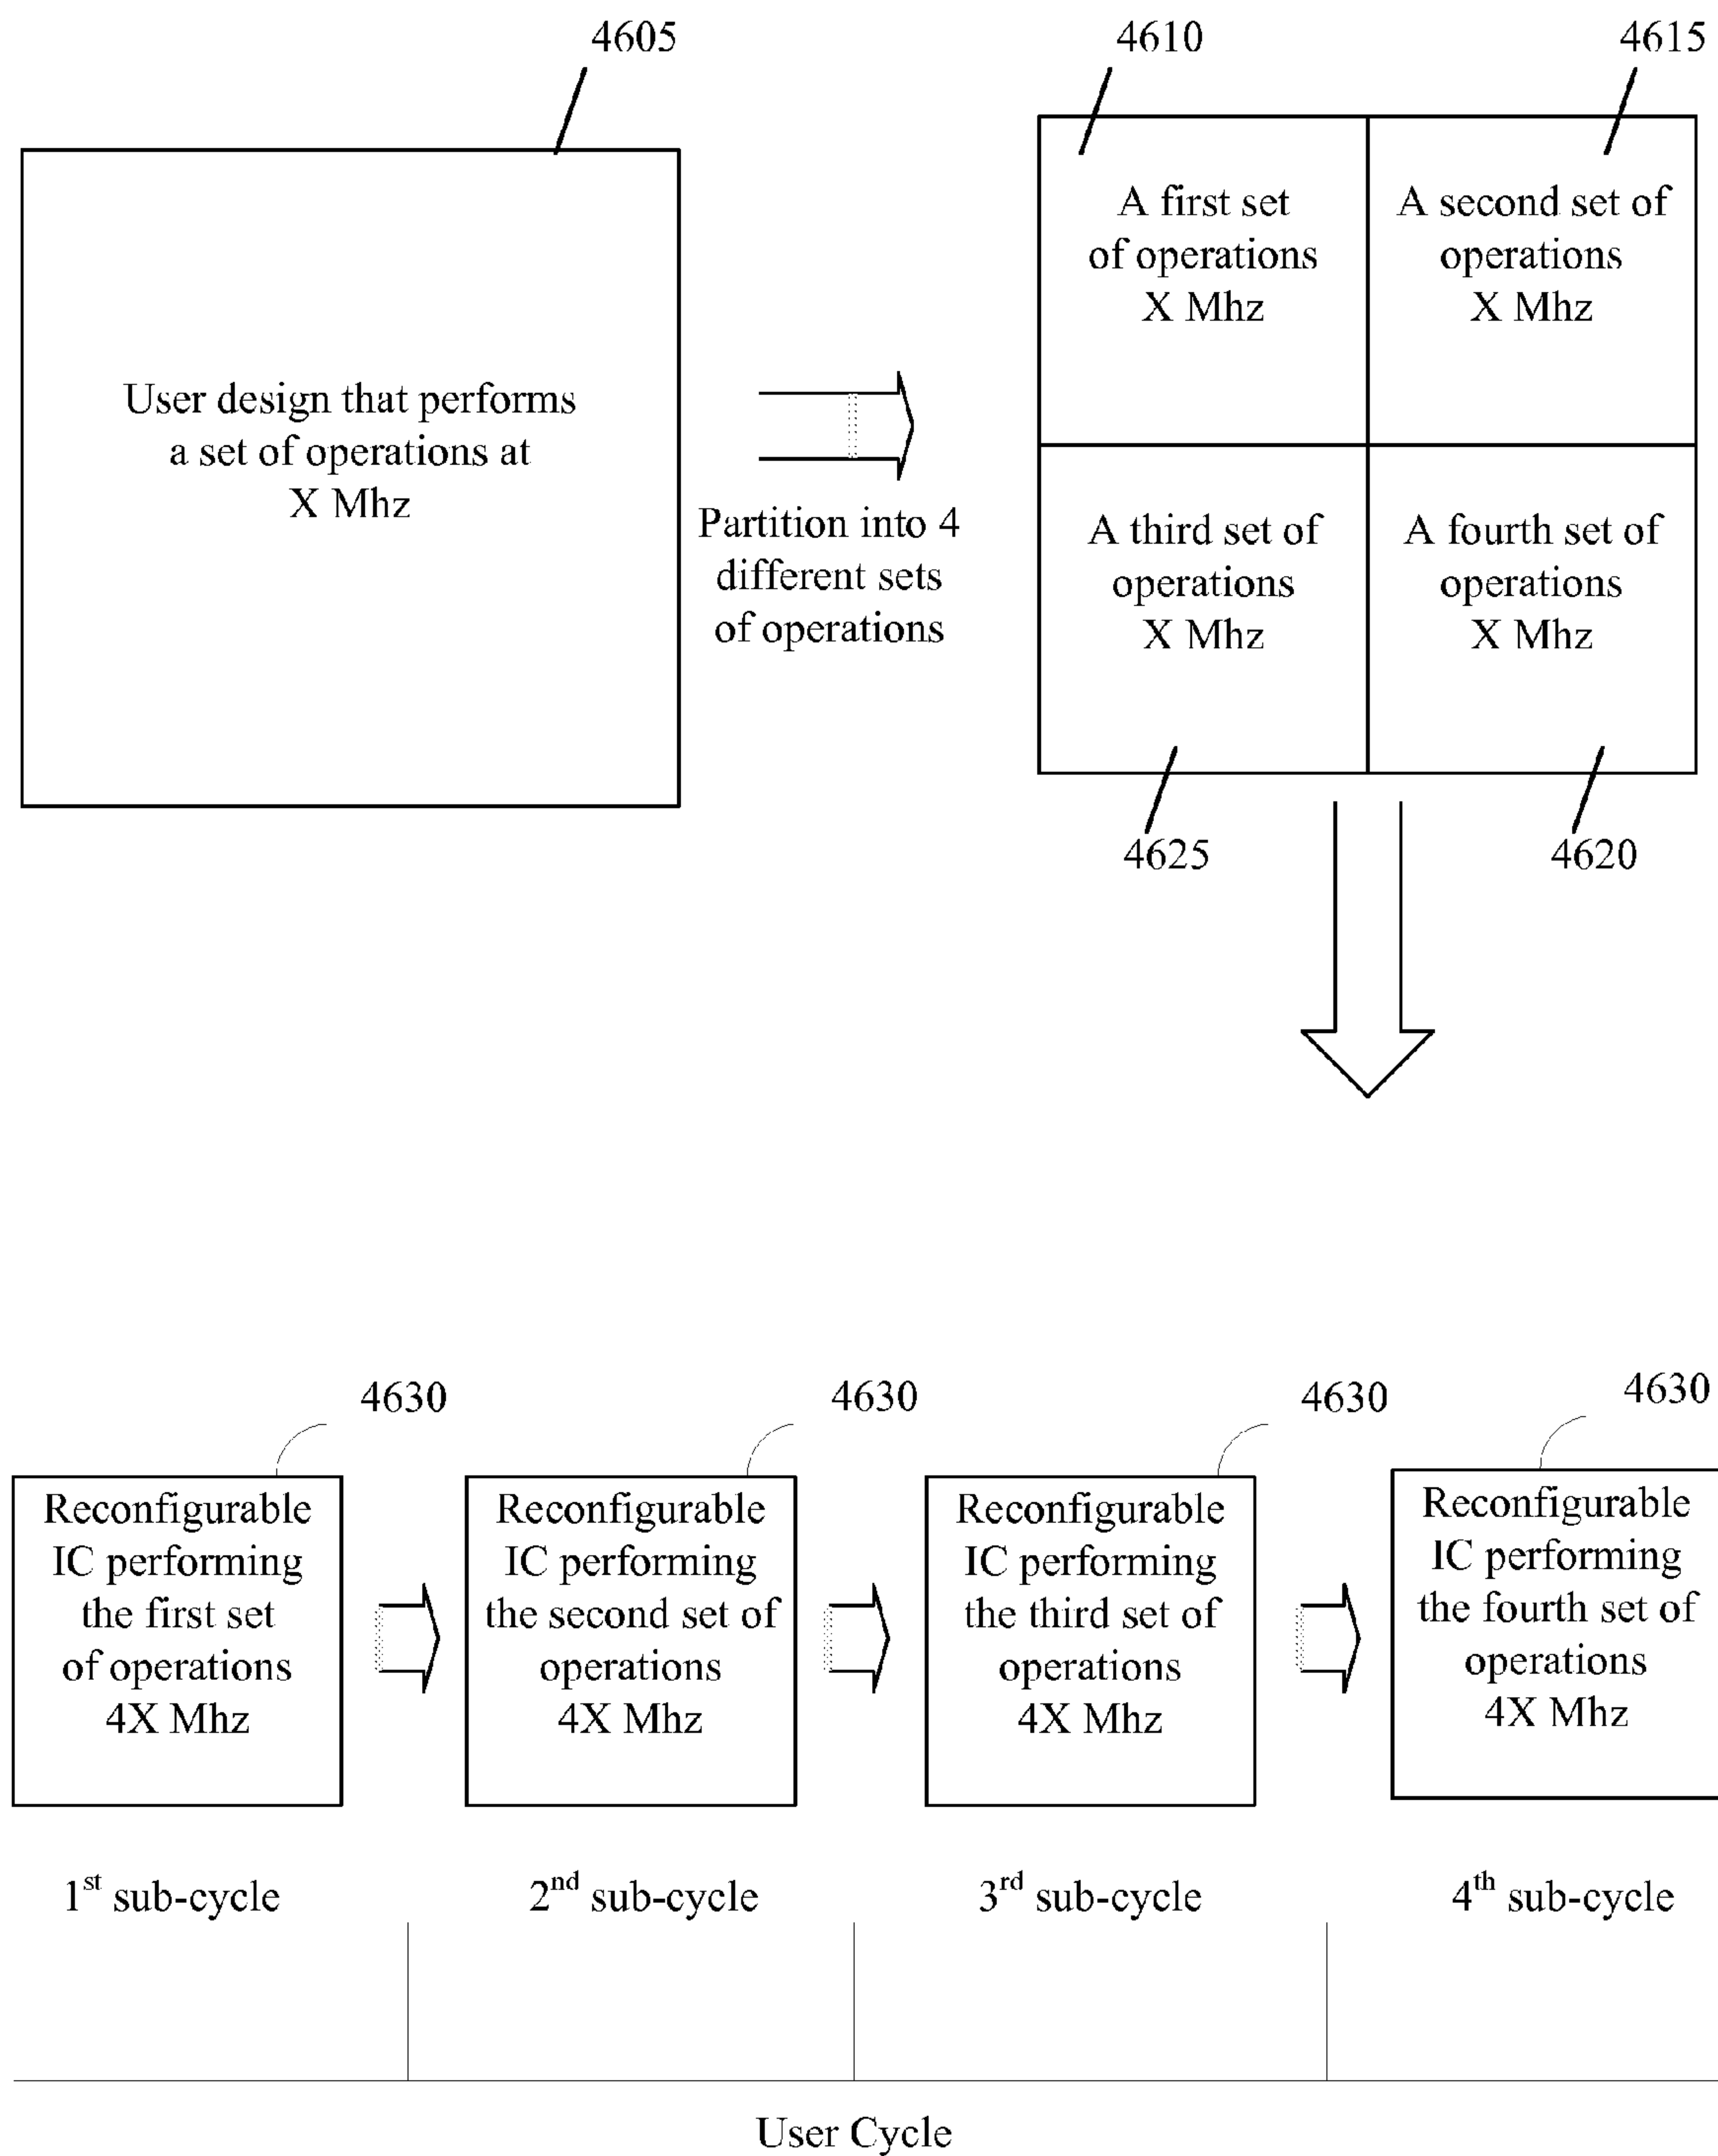 4605
User design that performs
a set of operations at
X Mhz
Partition into 4
different sets
of operations
4610
4615
A first set
of operations
X Mhz
A second set of
operations
X Mhz
A third set of
operations
X Mhz
A fourth set of
operations
X Mhz
4625
4620
4630
Reconfigurable
IC performing
the first set
of operations
4X Mhz
4630
Reconfigurable
IC performing
the second set of
operations
4X Mhz
4630
Reconfigurable
IC performing
the third set of
operations
4X Mhz
4630
Reconfigurable
IC performing
the fourth set of
operations
4X Mhz
1st sub-cycle
2nd sub-cycle
3rd sub-cycle
4th sub-cycle
User Cycle